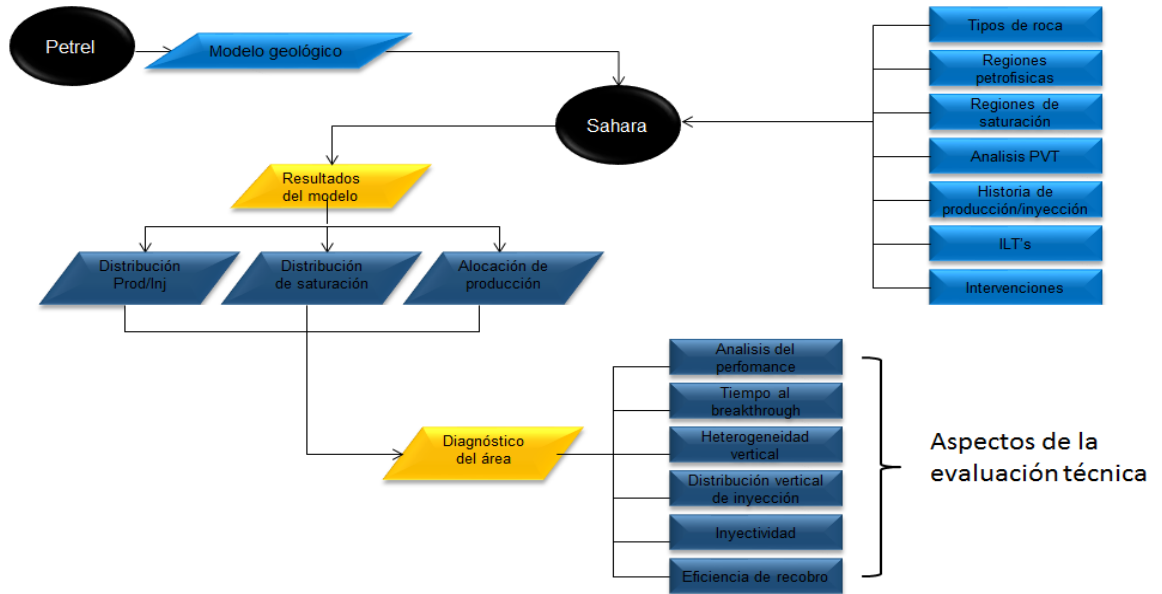 Petrel
Modelo geológico
Sahara
Tipos de roca
Regiones
petrofisicas
Regiones de
saturación
Analisis PVT
Historia de
producción/inyección
ILT's
Intervenciones
Resultados
del modelo
Distribución
Prod/Inj
Distribución
de saturación
Alocación de
producción
Diagnóstico
del área
Analisis del
perfomance
Tiempo al
breakthrough
Heterogeneidad
vertical
Distribución vertical
de inyección
Inyectividad
Eficiencia de recobro
Aspectos de la
evaluación técnica